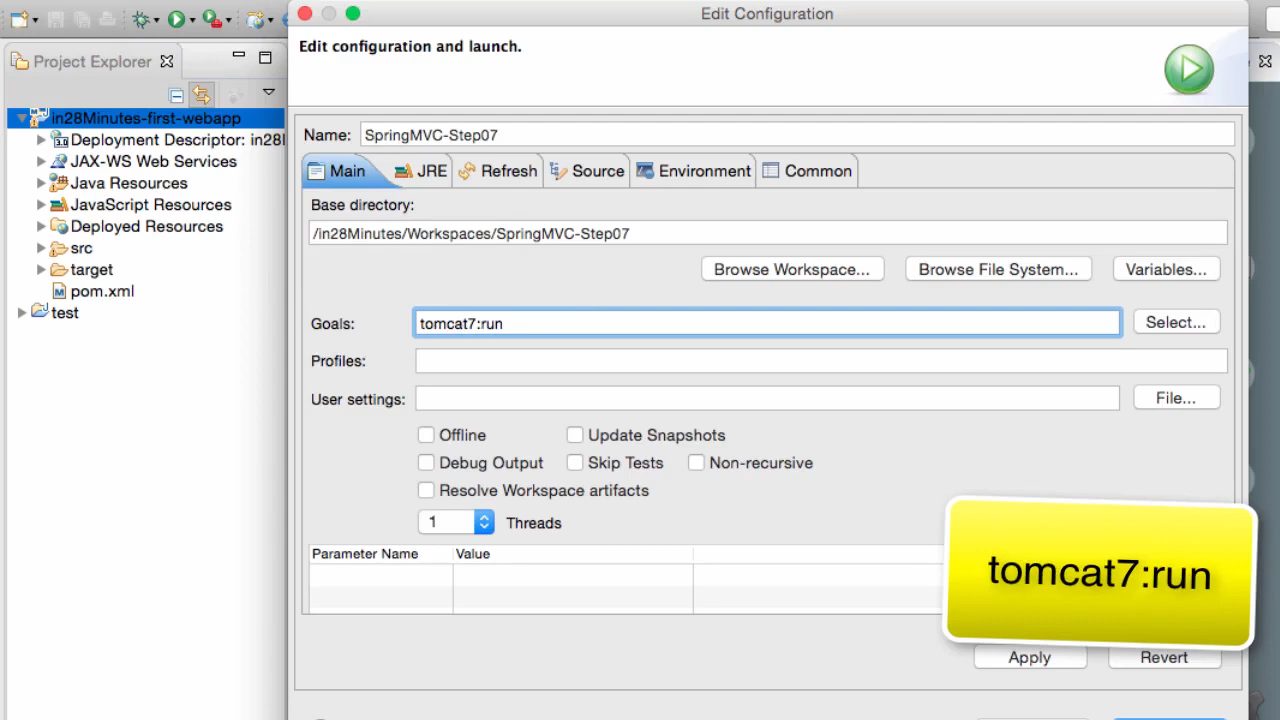 Edit Configuration
Edit configuration and launch.
Project Explorer
in28Minutes-first-webapp
Deployment Descriptor: in28
JAX-WS Web Services
Java Resources
JavaScript Resources
Deployed Resources
src
target
pom.xml
test
Name: SpringMVC-Step07
Main JRE Refresh Source Environment Common
Base directory:
/in28Minutes/Workspaces/SpringMVC-Step07
Browse Workspace... Browse File System... Variables...
Goals: tomcat7:run Select...
Profiles:
User settings: File...
Offline Update Snapshots
Debug Output Skip Tests Non-recursive
Resolve Workspace artifacts
1 Threads
Parameter Name Value
tomcat7:run
Apply Revert